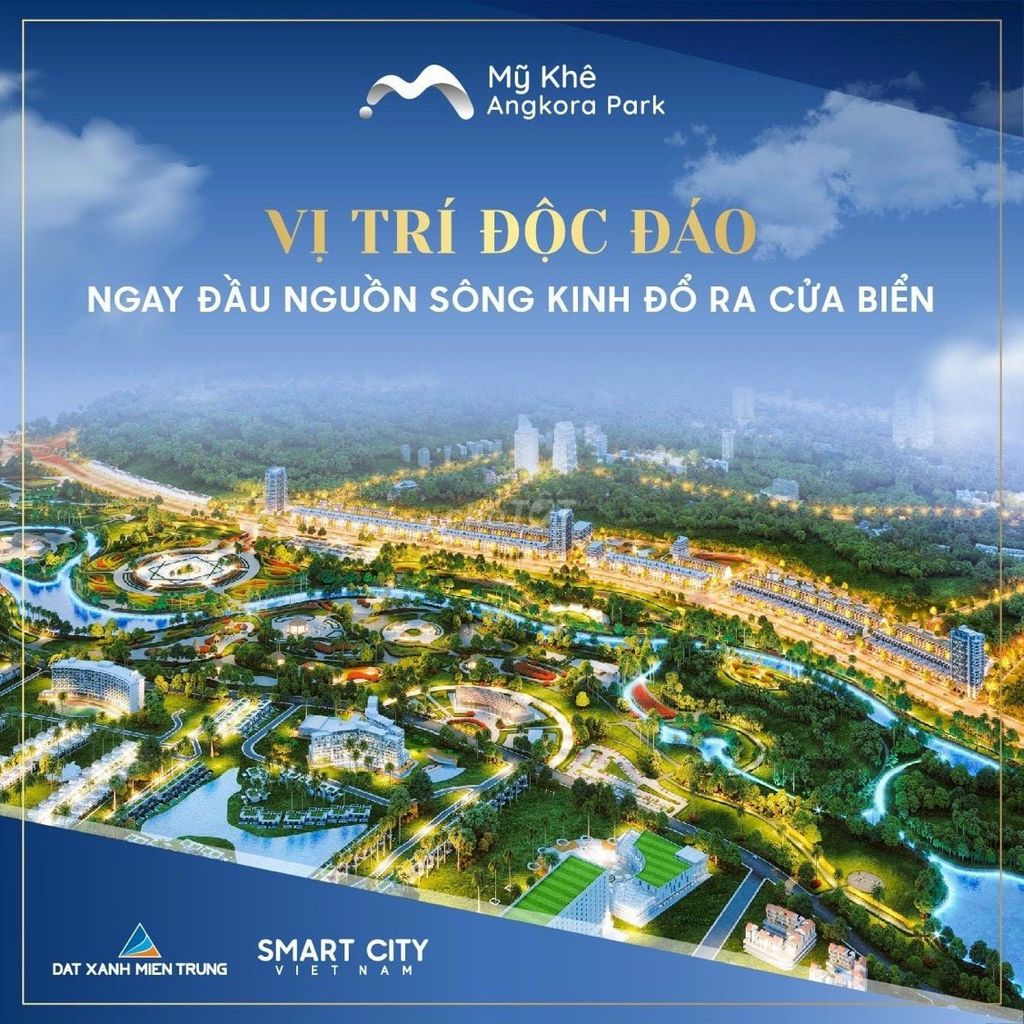 Mỹ Khê
Angkora Park
VỊ TRÍ ĐỘC ĐÁO
NGAY ĐẦU NGUỒN SÔNG KINH ĐỔ RA CỬA BIỂN
DAT XANH MIEN TRUNG
SMART CITY
VIỆT NAM